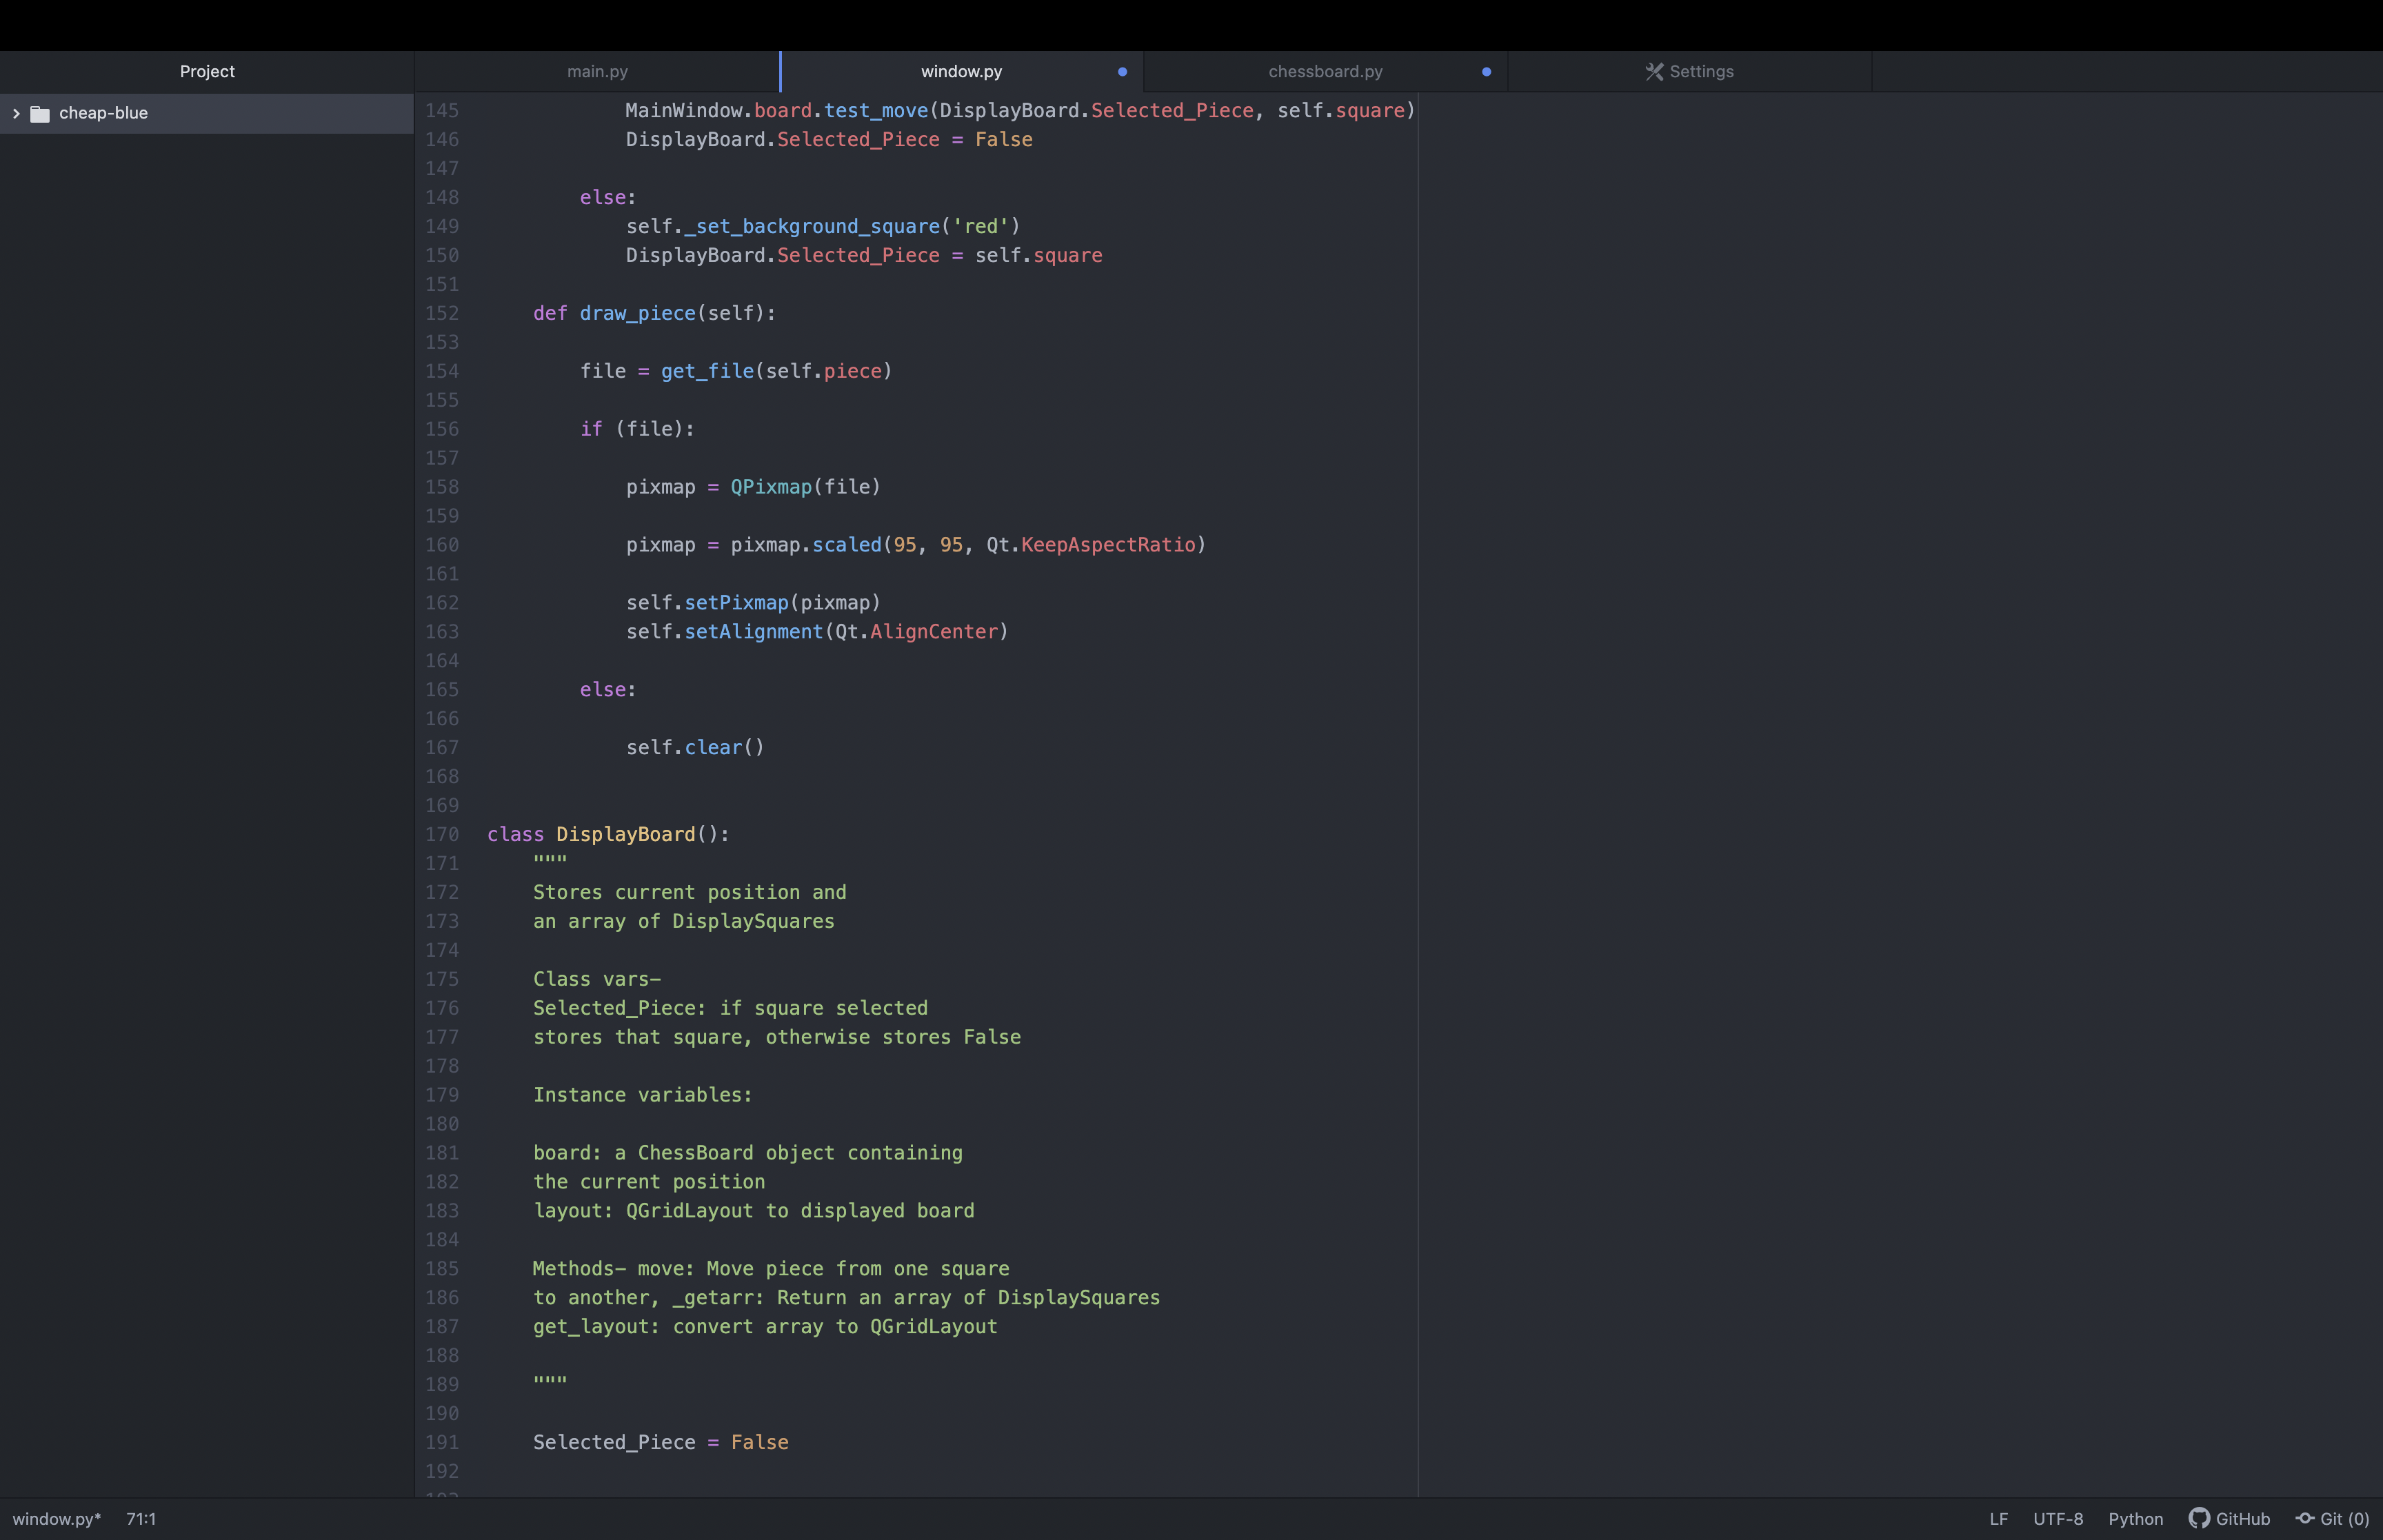 Project
main.py
window.py
chessboard.py
Settings
cheap-blue
145 MainWindow.board.test_move(DisplayBoard.Selected_Piece, self.square)
146 DisplayBoard.Selected_Piece = False
147
148 else:
149 self._set_background_square('red')
150 DisplayBoard.Selected_Piece = self.square
151
152 def draw_piece(self):
153
154 file = get_file(self.piece)
155
156 if (file):
157
158 pixmap = QPixmap(file)
159
160 pixmap = pixmap.scaled(95, 95, Qt.KeepAspectRatio)
161
162 self.setPixmap(pixmap)
163 self.setAlignment(Qt.AlignCenter)
164
165 else:
166
167 self.clear()
168
169
170 class DisplayBoard():
171 """
172 Stores current position and
173 an array of DisplaySquares
174
175 Class vars-
176 Selected_Piece: if square selected
177 stores that square, otherwise stores False
178
179 Instance variables:
180
181 board: a ChessBoard object containing
182 the current position
183 layout: QGridLayout to displayed board
184
185 Methods- move: Move piece from one square
186 to another, _getarr: Return an array of DisplaySquares
187 get_layout: convert array to QGridLayout
188
189 """
190
191 Selected_Piece = False
192
window.py* 71:1
LF UTF-8 Python GitHub Git (0)